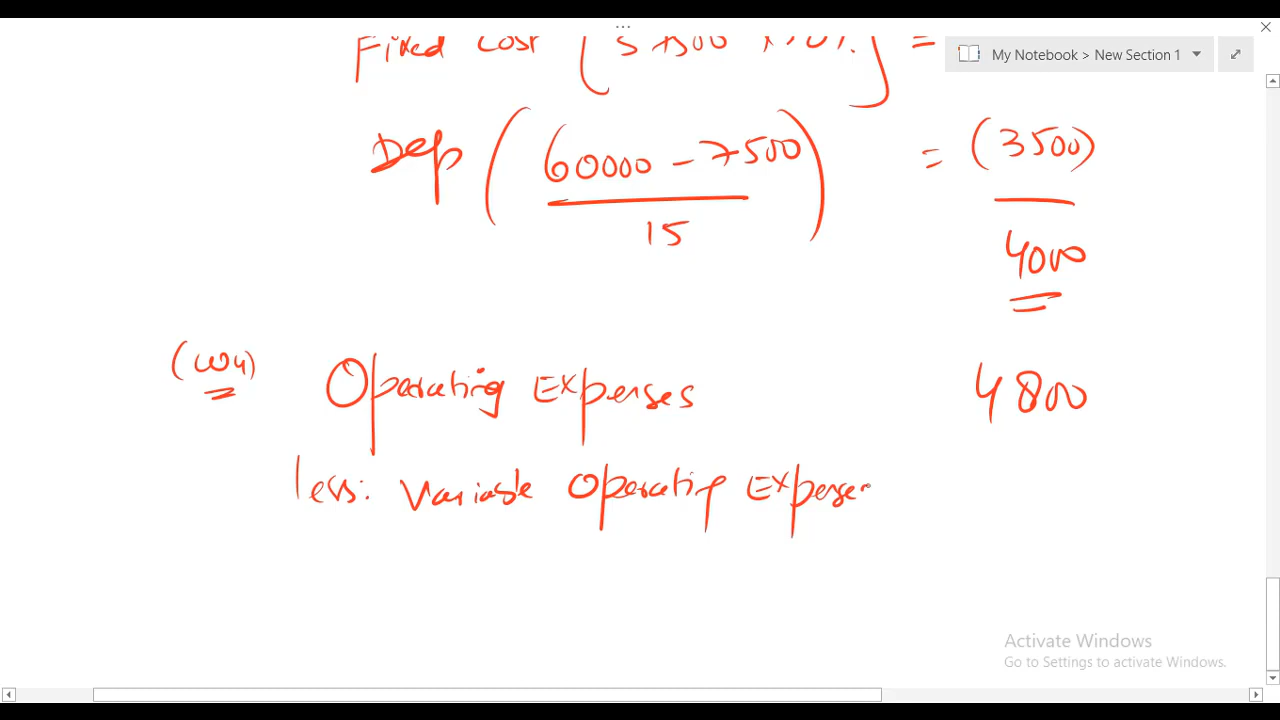 My Notebook > New Section 1
Fixed Cost
Dep (60000 - 7500 = (3500)
15
4000
(W4) Operating Expenses 4800
less: Variable Operating Expenses
Activate Windows
Go to Settings to activate Windows.